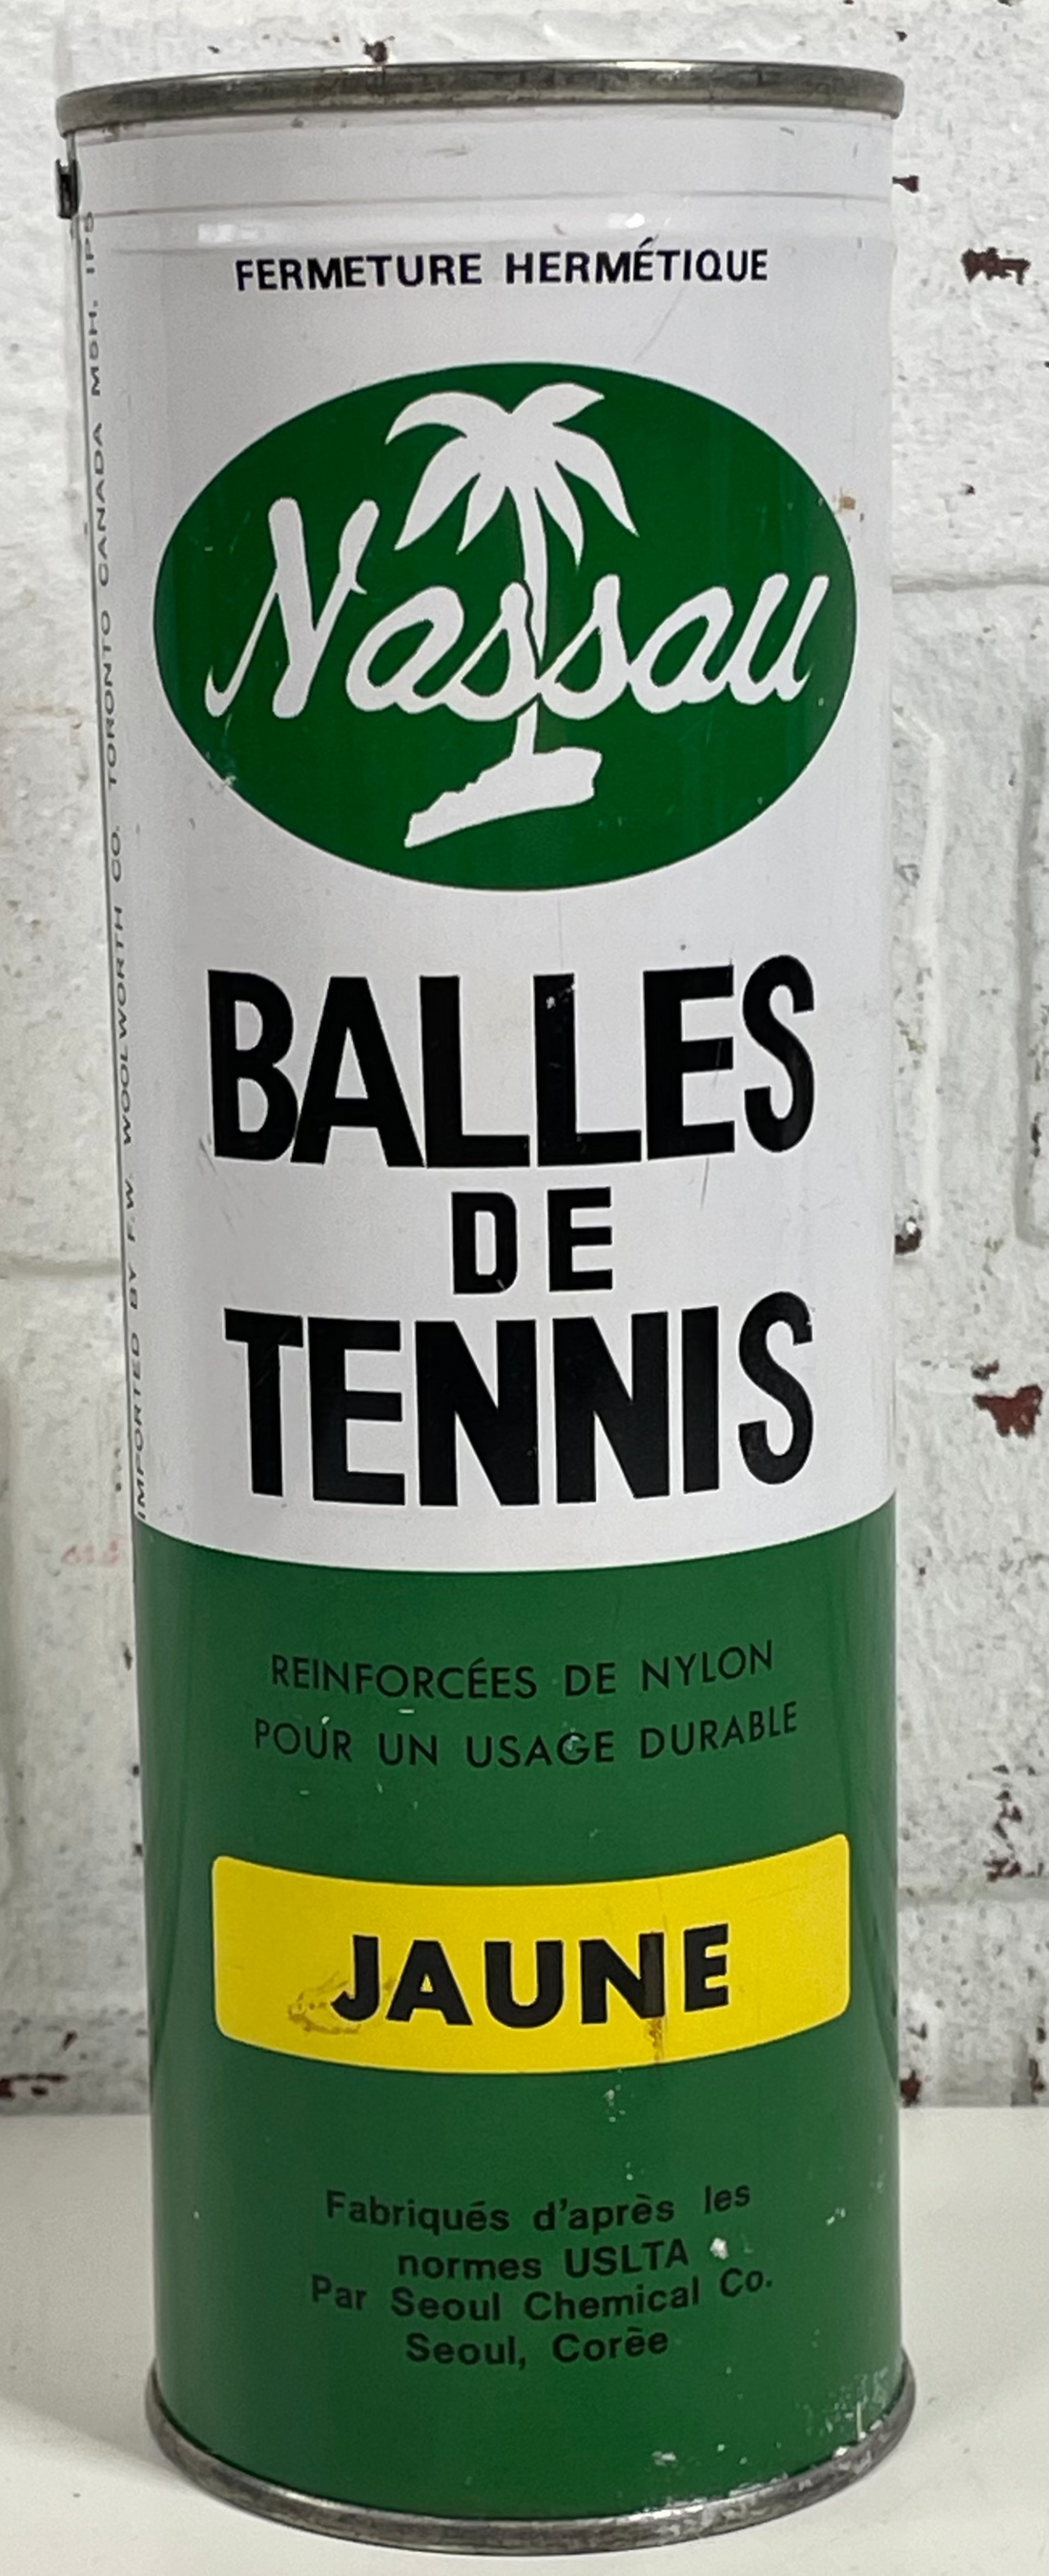 FERMETURE HERMÉTIQUE
Nassau
BALLES
DE
TENNIS
REINFORCÉES DE NYLON
POUR UN USAGE DURABLE
JAUNE
Fabriqués d'après les
normes USLTA
Par Seoul Chemical Co.
Seoul, Corēe
IMPORTED BY F.W. WOOLWORTH CO. TORONTO CANADA M5H. 1P5